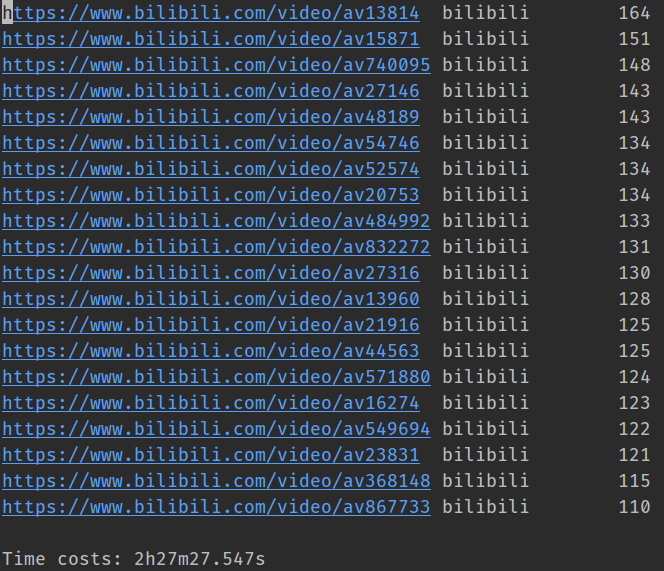 https://www.bilibili.com/video/av13814 bilibili 164
https://www.bilibili.com/video/av15871 bilibili 151
https://www.bilibili.com/video/av740095 bilibili 148
https://www.bilibili.com/video/av27146 bilibili 143
https://www.bilibili.com/video/av48189 bilibili 143
https://www.bilibili.com/video/av54746 bilibili 134
https://www.bilibili.com/video/av52574 bilibili 134
https://www.bilibili.com/video/av20753 bilibili 134
https://www.bilibili.com/video/av484992 bilibili 133
https://www.bilibili.com/video/av832272 bilibili 131
https://www.bilibili.com/video/av27316 bilibili 130
https://www.bilibili.com/video/av13960 bilibili 128
https://www.bilibili.com/video/av21916 bilibili 125
https://www.bilibili.com/video/av44563 bilibili 125
https://www.bilibili.com/video/av571880 bilibili 124
https://www.bilibili.com/video/av16274 bilibili 123
https://www.bilibili.com/video/av549694 bilibili 122
https://www.bilibili.com/video/av23831 bilibili 121
https://www.bilibili.com/video/av368148 bilibili 115
https://www.bilibili.com/video/av867733 bilibili 110
Time costs: 2h27m27.547s